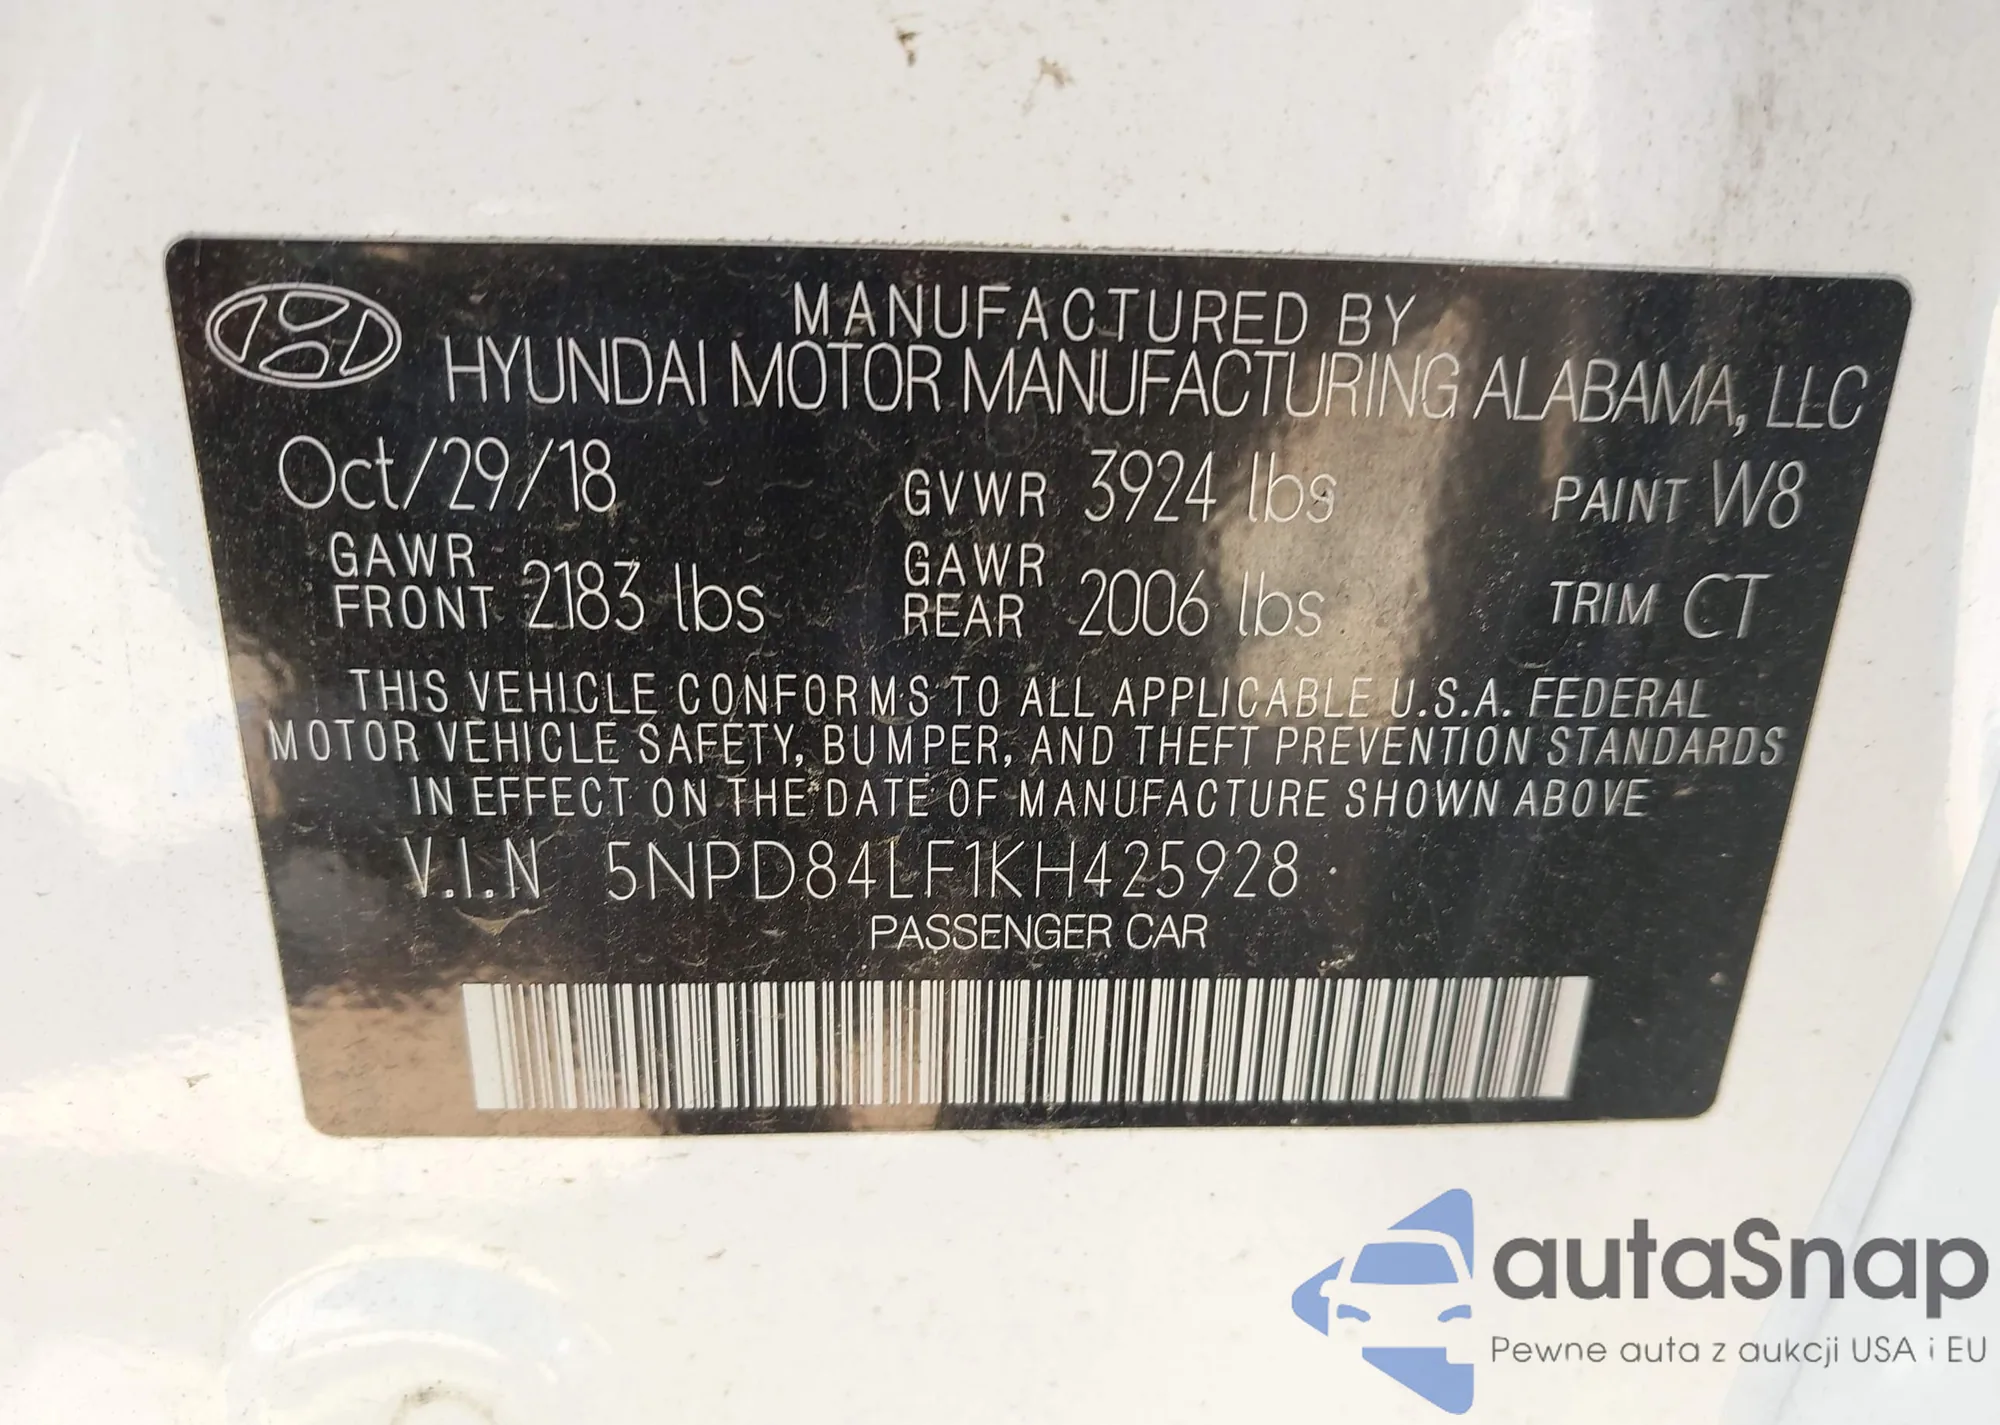 MANUFACTURED BY
HYUNDAI MOTOR MANUFACTURING ALABAMA, LLC
Oct/29/18 GVWR 3924 lbs PAINT W8
GAWR FRONT 2183 lbs GAWR REAR 2006 lbs TRIM CT
THIS VEHICLE CONFORMS TO ALL APPLICABLE U.S.A. FEDERAL
MOTOR VEHICLE SAFETY, BUMPER, AND THEFT PREVENTION STANDARDS
IN EFFECT ON THE DATE OF MANUFACTURE SHOWN ABOVE
V.I.N 5NPD84LF1KH425928
PASSENGER CAR
autaSnap
Pewne auta z aukcji USA i EU